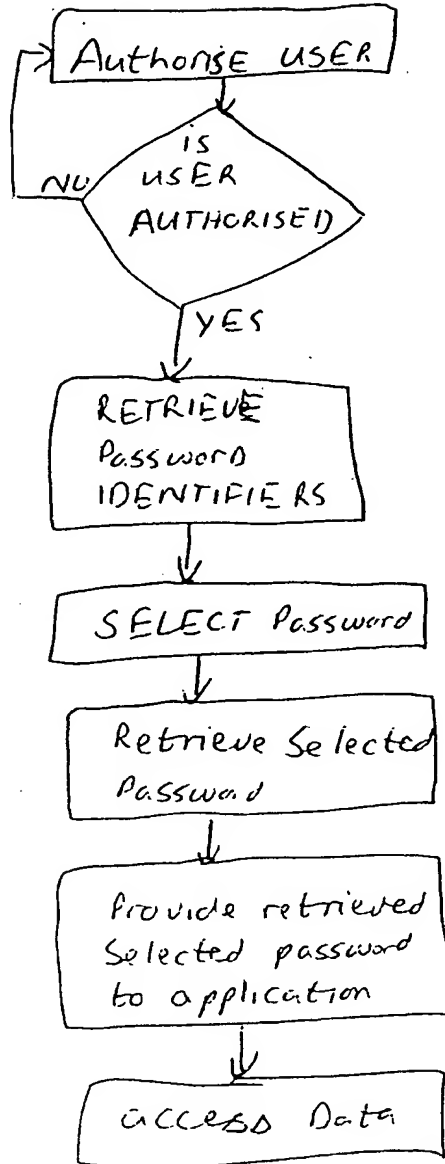 Authorise USER
is
USER
AUTHORISED
NO
YES
RETRIEVE
Password
IDENTIFIERS
SELECT Password
Retrieve Selected
Password
Provide retrieved
Selected password
to application
access Data